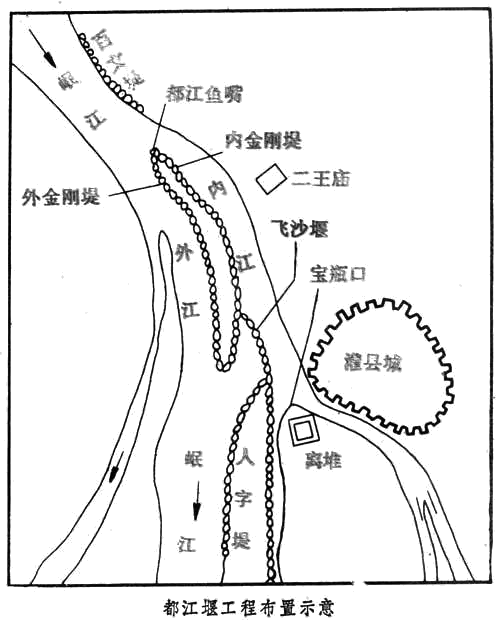 岷江
百丈堤
都江鱼嘴
内金刚堤
外金刚堤
二王庙
内江
外江
飞沙堰
宝瓶口
灌县城
离堆
人字堤
岷江
都江堰工程布置示意